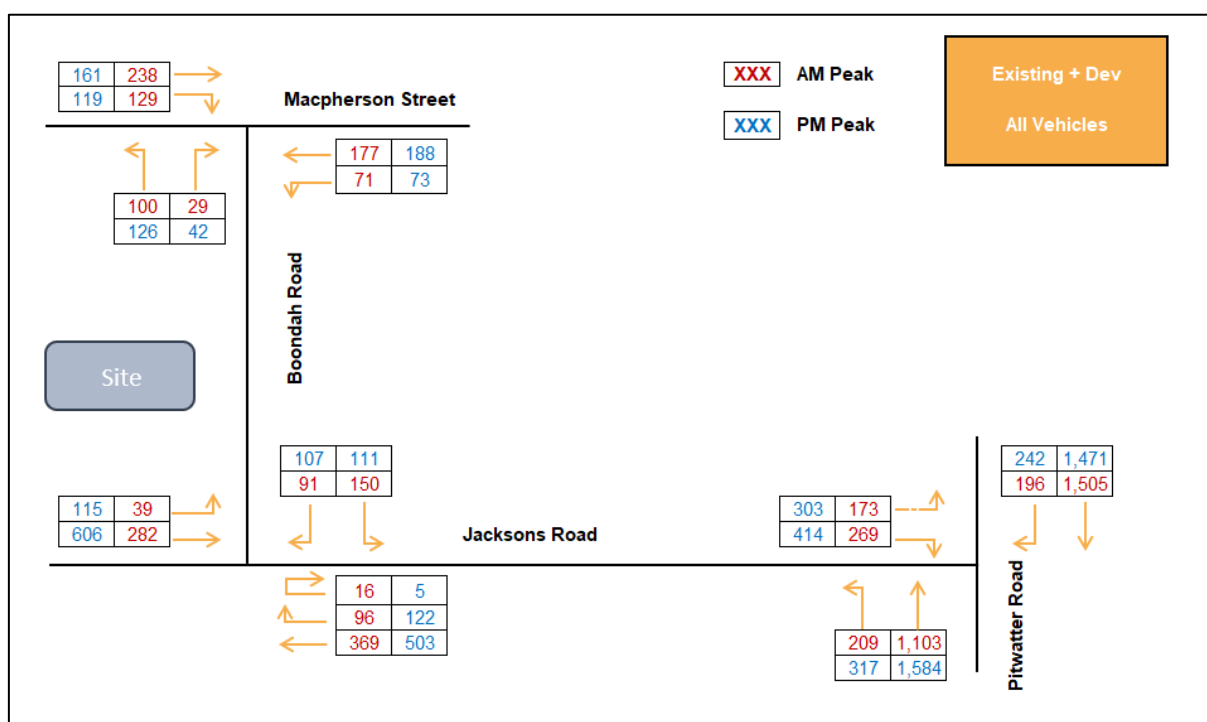 161 238
119 129
Macpherson Street
XXX AM Peak
XXX PM Peak
Existing + Dev
All Vehicles
177 188
71 73
100 29
126 42
Boondah Road
Site
107 111
91 150
115 39
606 282
Jacksons Road
303 173
414 269
242 1,471
196 1,505
16 5
96 122
369 503
209 1,103
317 1,584
Pitwatter Road